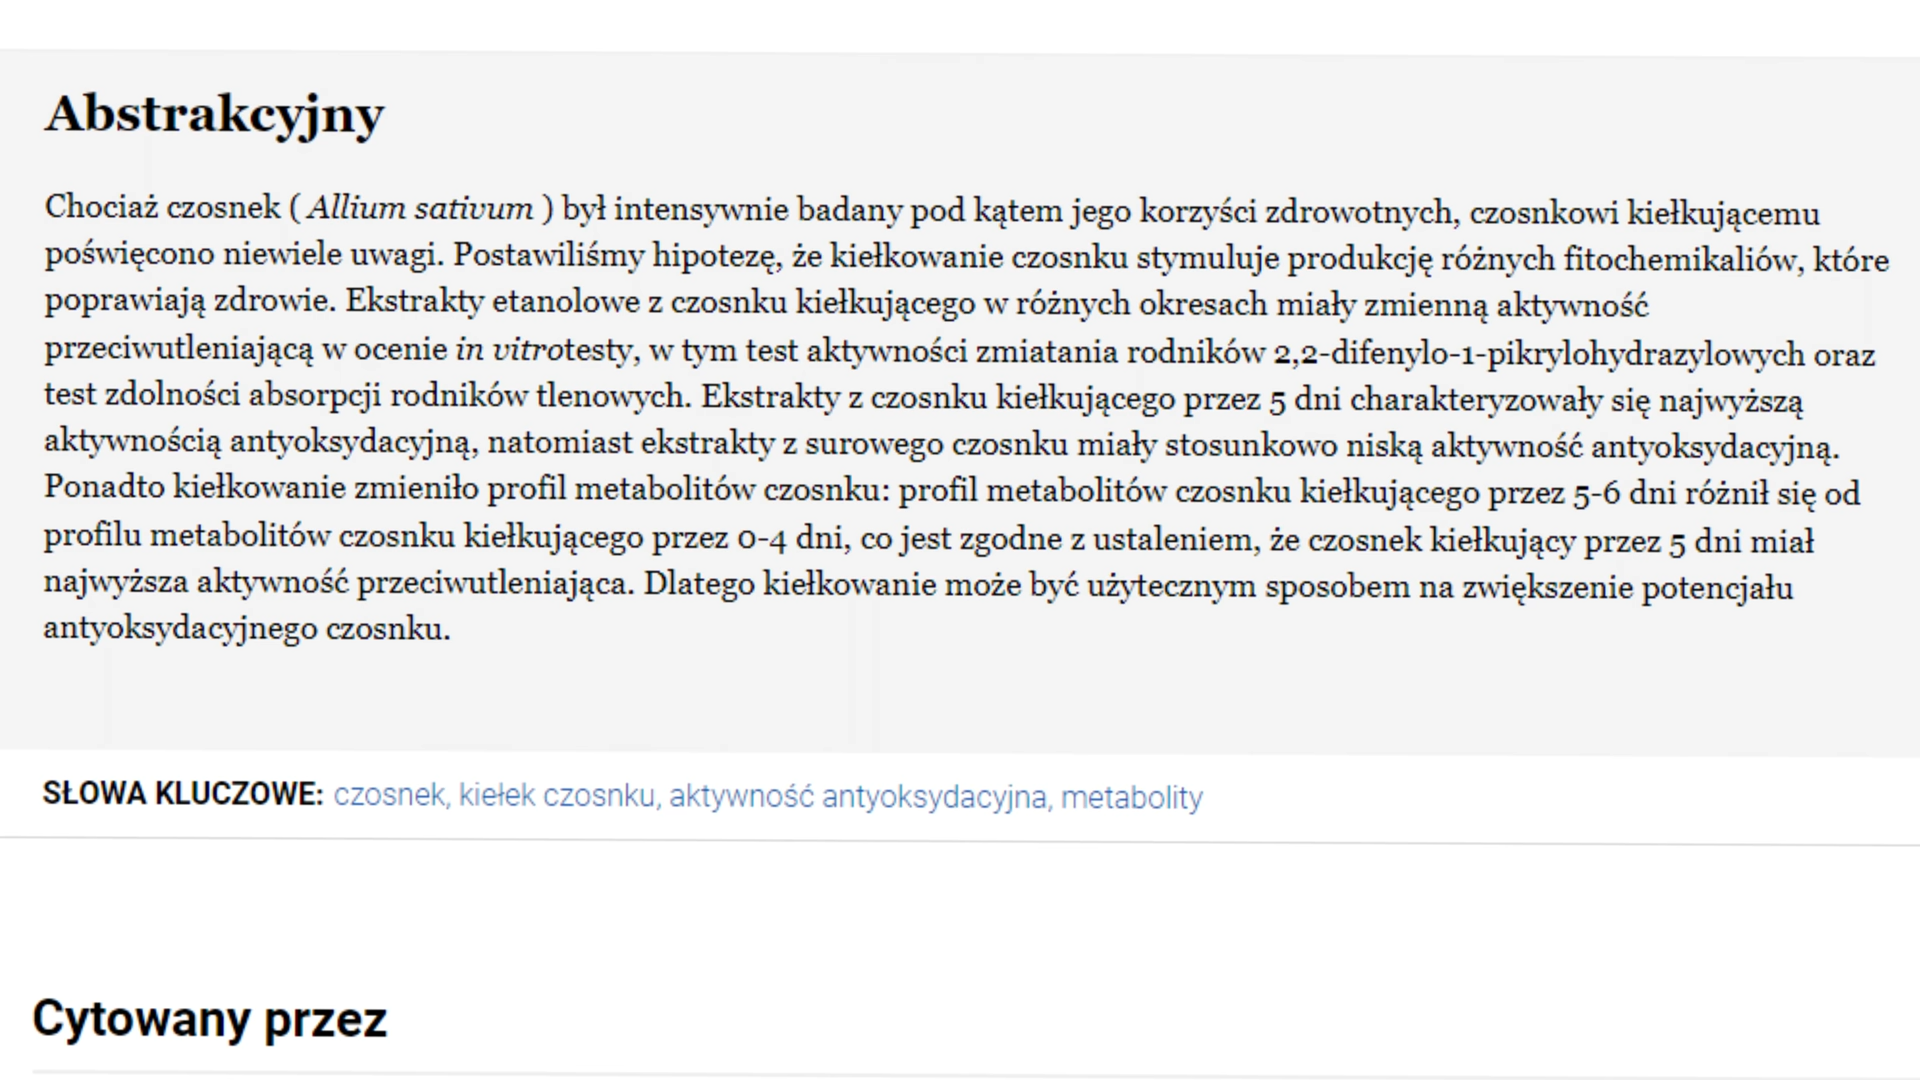 Abstrakcyjny
Chociaż czosnek ( Allium sativum ) był intensywnie badany pod kątem jego korzyści zdrowotnych, czosnkowi kiełkującemu
poświęcono niewiele uwagi. Postawiliśmy hipotezę, że kiełkowanie czosnku stymuluje produkcję różnych fitochemikaliów, które
poprawiają zdrowie. Ekstrakty etanolowe z czosnku kiełkującego w różnych okresach miały zmienną aktywność
przeciwutleniającą w ocenie in vitrotesty, w tym test aktywności zmiatania rodników 2,2-difenylo-1-pikrylohydrazylowych oraz
test zdolności absorpcji rodników tlenowych. Ekstrakty z czosnku kiełkującego przez 5 dni charakteryzowały się najwyższą
aktywnością antyoksydacyjną, natomiast ekstrakty z surowego czosnku miały stosunkowo niską aktywność antyoksydacyjną.
Ponadto kiełkowanie zmieniło profil metabolitów czosnku: profil metabolitów czosnku kiełkującego przez 5-6 dni różnił się od
profilu metabolitów czosnku kiełkującego przez 0-4 dni, co jest zgodne z ustaleniem, że czosnek kiełkujący przez 5 dni miał
najwyższa aktywność przeciwutleniająca. Dlatego kiełkowanie może być użytecznym sposobem na zwiększenie potencjału
antyoksydacyjnego czosnku.
SŁOWA KLUCZOWE: czosnek, kiełek czosnku, aktywność antyoksydacyjna, metabolity
Cytowany przez